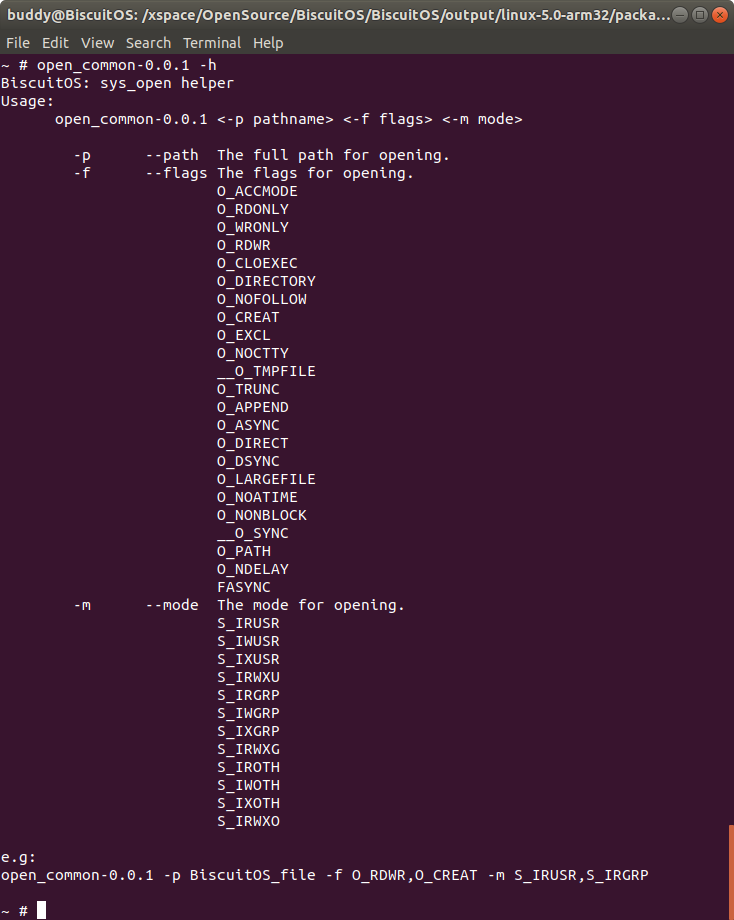 buddy@BiscuitOS: /xspace/OpenSource/BiscuitOS/BiscuitOS/output/linux-5.0-arm32/packa...
File Edit View Search Terminal Help
~ # open_common-0.0.1 -h
BiscuitOS: sys_open helper
Usage:
      open_common-0.0.1 <-p pathname> <-f flags> <-m mode>
        -p      --path  The full path for opening.
        -f      --flags The flags for opening.
                        O_ACCMODE
                        O_RDONLY
                        O_WRONLY
                        O_RDWR
                        O_CLOEXEC
                        O_DIRECTORY
                        O_NOFOLLOW
                        O_CREAT
                        O_EXCL
                        O_NOCTTY
                        __O_TMPFILE
                        O_TRUNC
                        O_APPEND
                        O_ASYNC
                        O_DIRECT
                        O_DSYNC
                        O_LARGEFILE
                        O_NOATIME
                        O_NONBLOCK
                        __O_SYNC
                        O_PATH
                        O_NDELAY
                        FASYNC
        -m      --mode  The mode for opening.
                        S_IRUSR
                        S_IWUSR
                        S_IXUSR
                        S_IRWXU
                        S_IRGRP
                        S_IWGRP
                        S_IXGRP
                        S_IRWXG
                        S_IROTH
                        S_IWOTH
                        S_IXOTH
                        S_IRWXO
e.g:
open_common-0.0.1 -p BiscuitOS_file -f O_RDWR,O_CREAT -m S_IRUSR,S_IRGRP
~ #